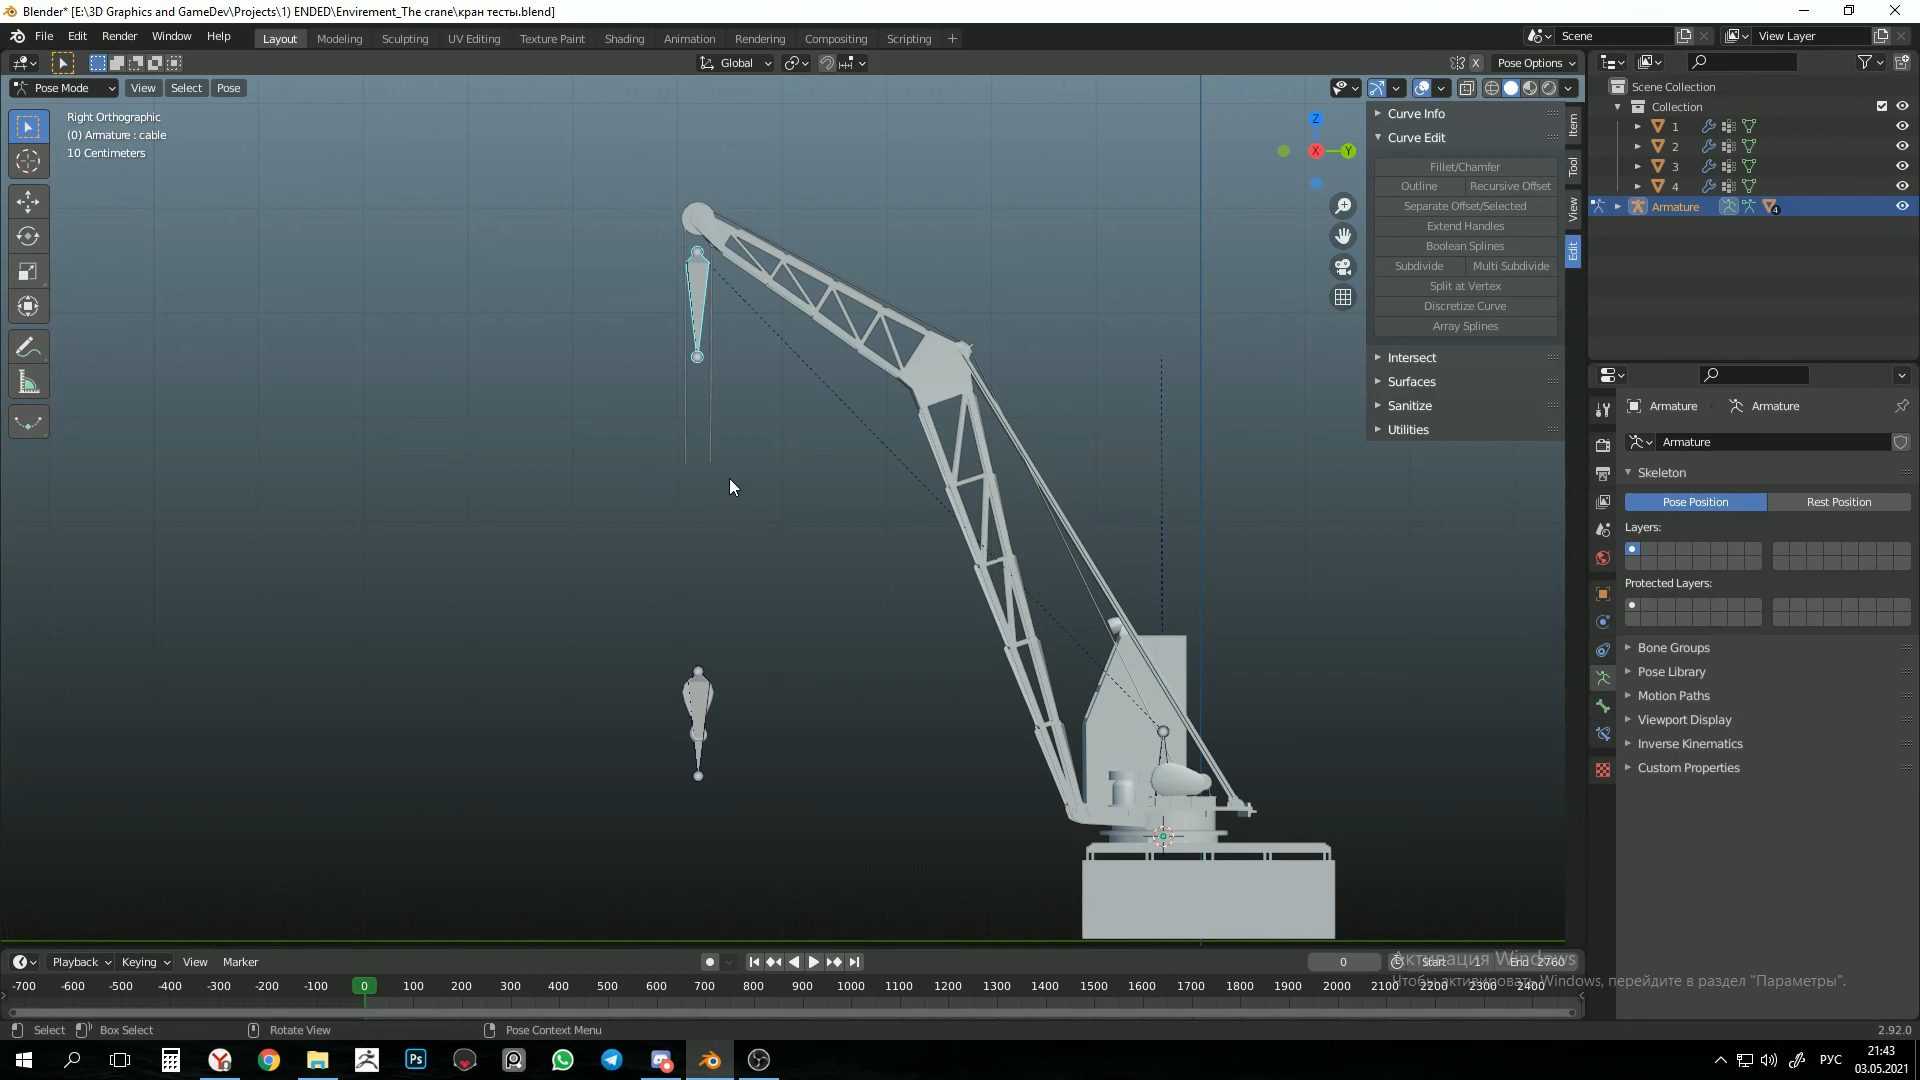 Blender* [E:\3D Graphics and GameDev\Projects\1) ENDED\Envirement_The crane\кран тесты.blend]
File Edit Render Window Help
Layout Modeling Sculpting UV Editing Texture Paint Shading Animation Rendering Compositing Scripting +
Scene
View Layer
Global
X
Pose Options
Pose Mode View Select Pose
Right Orthographic
(0) Armature : cable
10 Centimeters
Z
X
Y
Curve Info
Curve Edit
Fillet/Chamfer
Outline Recursive Offset
Separate Offset/Selected
Extend Handles
Boolean Splines
Subdivide Multi Subdivide
Split at Vertex
Discretize Curve
Array Splines
Intersect
Surfaces
Sanitize
Utilities
Item
Tool
View
Edit
Scene Collection
Collection
1
2
3
4
Armature
4
Armature Armature
Armature
Skeleton
Pose Position Rest Position
Layers:
Protected Layers:
Bone Groups
Pose Library
Motion Paths
Viewport Display
Inverse Kinematics
Custom Properties
Playback Keying View Marker
0
Start 1 End 2760
-700 -600 -500 -400 -300 -200 -100 0 100 200 300 400 500 600 700 800 900 1000 1100 1200 1300 1400 1500 1600 1700 1800 1900 2000 2100 2200 2300 2400
Активация Windows
Чтобы активировать Windows, перейдите в раздел "Параметры".
Select Box Select Rotate View Pose Context Menu
2.92.0
Ps
РУС
21:43
03.05.2021